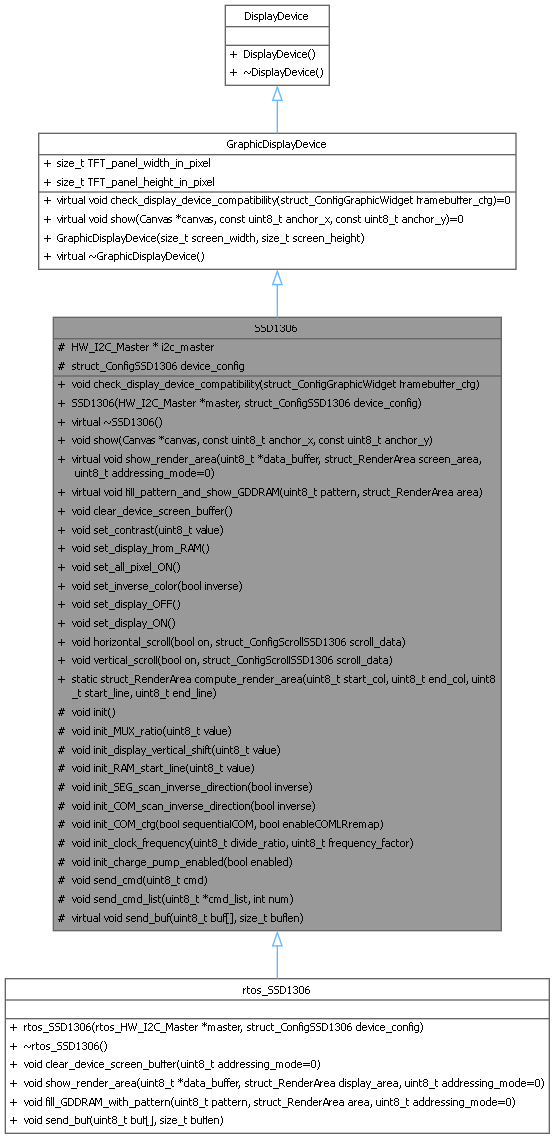 DisplayDevice
+ DisplayDevice()
+ ~DisplayDevice()
GraphicDisplayDevice
+ size_t TFT_panel_width_in_pixel
+ size_t TFT_panel_height_in_pixel
+ virtual void check_display_device_compatibility(struct_ConfigGraphicWidget framebuffer_cfg)=0
+ virtual void show(Canvas *canvas, const uint8_t anchor_x, const uint8_t anchor_y)=0
+ GraphicDisplayDevice(size_t screen_width, size_t screen_height)
+ virtual ~GraphicDisplayDevice()
SSD1306
# HW_I2C_Master * i2c_master
# struct_ConfigSSD1306 device_config
+ void check_display_device_compatibility(struct_ConfigGraphicWidget framebuffer_cfg)
+ SSD1306(HW_I2C_Master *master, struct_ConfigSSD1306 device_config)
+ virtual ~SSD1306()
+ void show(Canvas *canvas, const uint8_t anchor_x, const uint8_t anchor_y)
+ virtual void show_render_area(uint8_t *data_buffer, struct_RenderArea screen_area,
uint8_t addressing_mode=0)
+ virtual void fill_pattern_and_show_GDDRAM(uint8_t pattern, struct_RenderArea area)
+ void clear_device_screen_buffer()
+ void set_contrast(uint8_t value)
+ void set_display_from_RAM()
+ void set_all_pixel_ON()
+ void set_inverse_color(bool inverse)
+ void set_display_OFF()
+ void set_display_ON()
+ void horizontal_scroll(bool on, struct_ConfigScrollSSD1306 scroll_data)
+ void vertical_scroll(bool on, struct_ConfigScrollSSD1306 scroll_data)
+ static struct_RenderArea compute_render_area(uint8_t start_col, uint8_t end_col, uint8
_t start_line, uint8_t end_line)
# void init()
# void init_MUX_ratio(uint8_t value)
# void init_display_vertical_shift(uint8_t value)
# void init_RAM_start_line(uint8_t value)
# void init_SEG_scan_inverse_direction(bool inverse)
# void init_COM_scan_inverse_direction(bool inverse)
# void init_COM_cfg(bool sequentialCOM, bool enableCOMLRremap)
# void init_clock_frequency(uint8_t divide_ratio, uint8_t frequency_factor)
# void init_charge_pump_enabled(bool enabled)
# void send_cmd(uint8_t cmd)
# void send_cmd_list(uint8_t *cmd_list, int num)
# virtual void send_buf(uint8_t buf[], size_t buflen)
rtos_SSD1306
+ rtos_SSD1306(rtos_HW_I2C_Master *master, struct_ConfigSSD1306 device_config)
+ ~rtos_SSD1306()
+ void clear_device_screen_buffer(uint8_t addressing_mode=0)
+ void show_render_area(uint8_t *data_buffer, struct_RenderArea display_area, uint8_t addressing_mode=0)
+ void fill_GDDRAM_with_pattern(uint8_t pattern, struct_RenderArea area, uint8_t addressing_mode=0)
+ void send_buf(uint8_t buf[], size_t buflen)